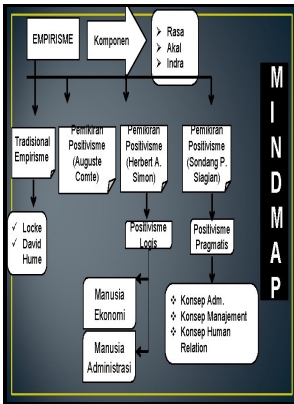 EMPIRISME
Komponen
Rasa
Akal
Indra
Tradisional
Empirisme
Pemikiran
Positivisme
(Auguste
Comte)
Pemikiran
Positivisme
(Herbert A.
Simon)
Pemikiran
Positivisme
(Sondang P.
Siagian)
Locke
David
Hume
Positivisme
Logis
Positivisme
Pragmatis
Manusia
Ekonomi
Manusia
Administrasi
Konsep Adm.
Konsep Manajement
Konsep Human
Relation
M
I
N
D
M
A
P